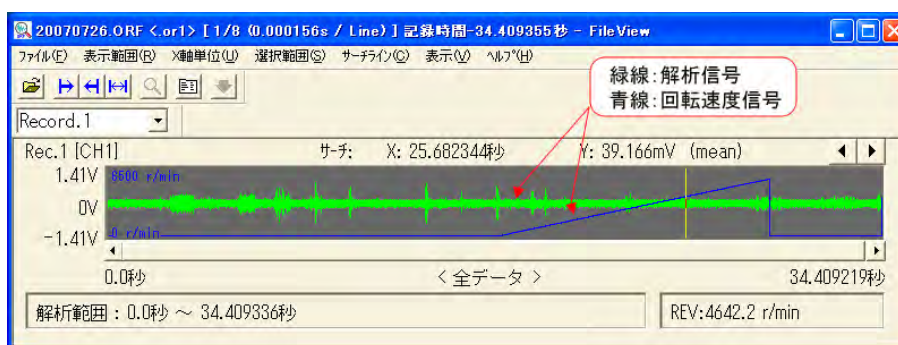 20070726.ORF <.or1> [ 1/8 (0.000156s / Line) ] 記録時間-34.409355秒 - FileView
ファイル(F) 表示範囲(R) X軸単位(U) 選択範囲(S) サーチライン(C) 表示(V) ヘルプ(H)
緑線:解析信号
青線:回転速度信号
Record.1
Rec.1 [CH1] サーチ: X: 25.682344秒 Y: 39.166mV (mean)
1.41V 8500 r/min
0V
-1.41V 0 r/min
0.0秒 < 全データ > 34.409219秒
解析範囲 : 0.0秒 ~ 34.409336秒 REV:4642.2 r/min